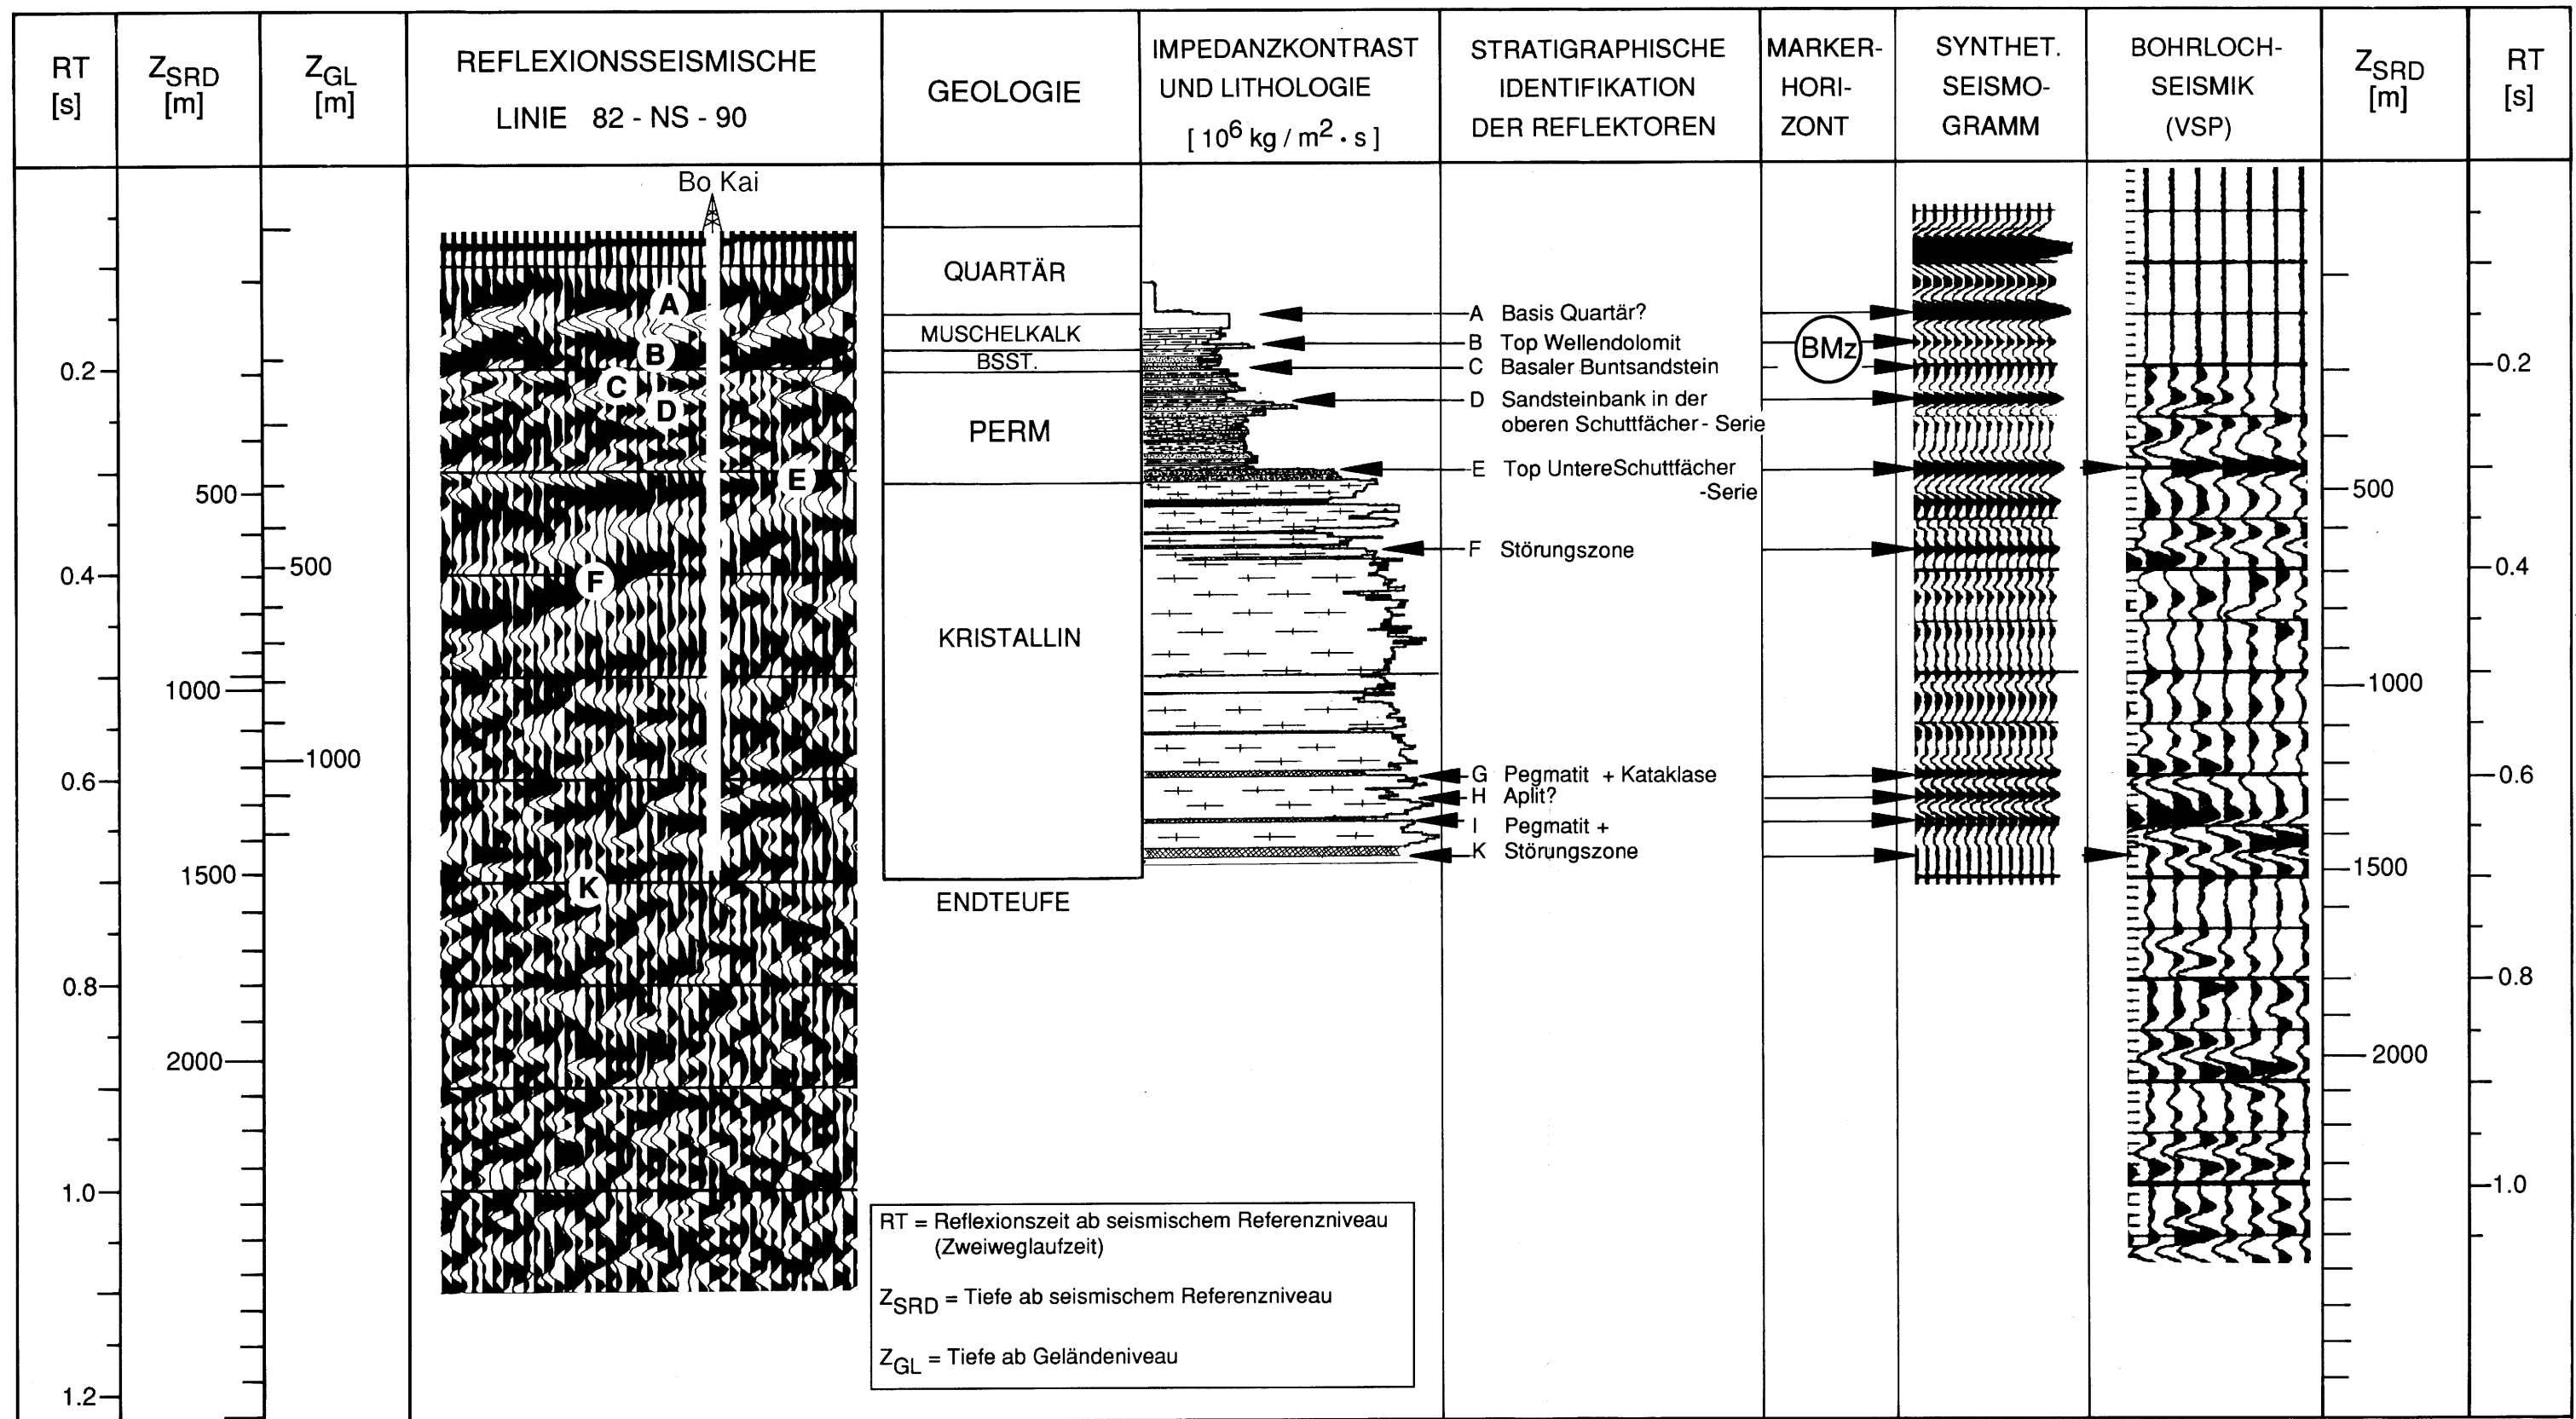 RT
[s]
ZSRD
[m]
ZGL
[m]
REFLEXIONSSEISMISCHE
LINIE 82 - NS - 90
GEOLOGIE
IMPEDANZKONTRAST
UND LITHOLOGIE
[ 10⁶ kg / m² · s ]
STRATIGRAPHISCHE
IDENTIFIKATION
DER REFLEKTOREN
MARKER-
HORI-
ZONT
SYNTHET.
SEISMO-
GRAMM
BOHRLOCH-
SEISMIK
(VSP)
ZSRD
[m]
RT
[s]
0.2
0.4
0.6
0.8
1.0
1.2
500
1000
1500
2000
500
1000
Bo Kai
A
B
C
D
E
F
K
QUARTÄR
MUSCHELKALK
BSST.
PERM
KRISTALLIN
ENDTEUFE
A Basis Quartär?
B Top Wellendolomit
C Basaler Buntsandstein
D Sandsteinbank in der
oberen Schuttfächer - Serie
E Top UntereSchuttfächer
-Serie
F Störungszone
G Pegmatit + Kataklase
H Aplit?
I Pegmatit +
K Störungszone
BMz
500
1000
1500
2000
0.2
0.4
0.6
0.8
1.0
RT = Reflexionszeit ab seismischem Referenzniveau
(Zweiweglaufzeit)
ZSRD = Tiefe ab seismischem Referenzniveau
ZGL = Tiefe ab Geländeniveau